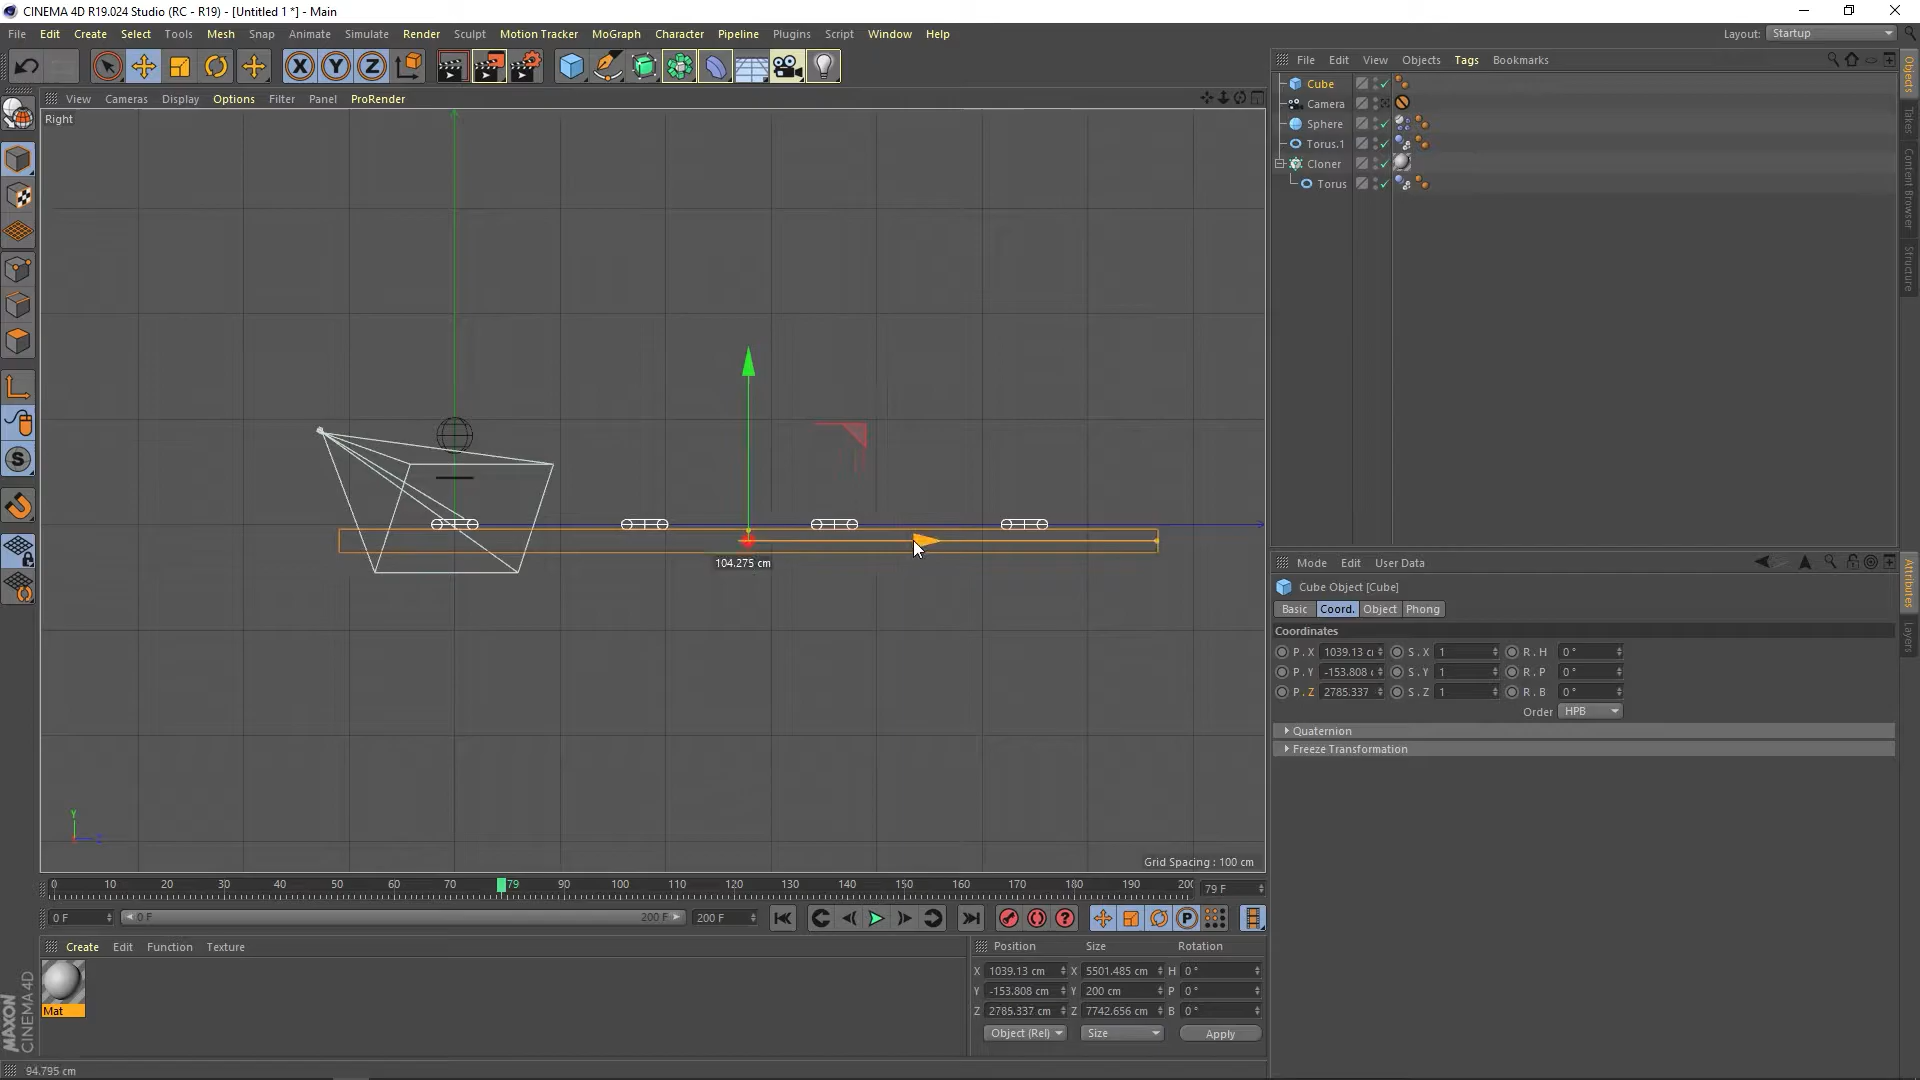 CINEMA 4D R19.024 Studio (RC - R19) - [Untitled 1 *] - Main
File Edit Create Select Tools Mesh Snap Animate Simulate Render Sculpt Motion Tracker MoGraph Character Pipeline Plugins Script Window Help
Layout: Startup
View Cameras Display Options Filter Panel ProRender
Right
104.275 cm
Grid Spacing : 100 cm
Y
File Edit View Objects Tags Bookmarks
Cube
Camera
Sphere
Torus.1
Cloner
Torus
Objects
Takes
Content Browser
Structure
Mode Edit User Data
Cube Object [Cube]
Basic Coord. Object Phong
Coordinates
P . X 1039.13 c S . X 1 R . H 0 °
P . Y -153.808 S . Y 1 R . P 0 °
P . Z 2785.337 S . Z 1 R . B 0 °
Order HPB
Quaternion
Freeze Transformation
Attributes
Layers
0 10 20 30 40 50 60 70 79 90 100 110 120 130 140 150 160 170 180 190 200 79 F
0 F 0 F 200 F 200 F
Create Edit Function Texture
Mat
MAXON CINEMA 4D
Position Size Rotation
X 1039.13 cm X 5501.485 cm H 0 °
Y -153.808 cm Y 200 cm P 0 °
Z 2785.337 cm Z 7742.656 cm B 0 °
Object (Rel) Size Apply
94.795 cm